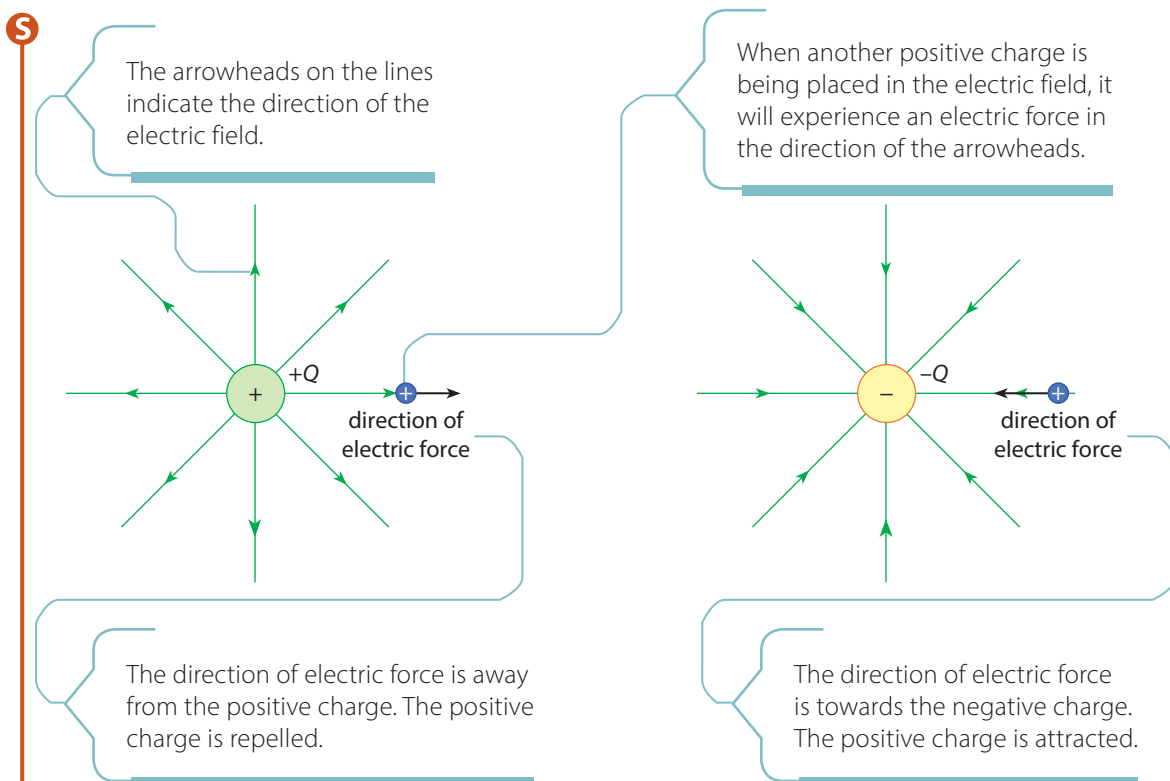 S
The arrowheads on the lines
indicate the direction of the
electric field.
When another positive charge is
being placed in the electric field, it
will experience an electric force in
the direction of the arrowheads.
+Q
+
+
direction of
electric force
–Q
–
+
direction of
electric force
The direction of electric force is away
from the positive charge. The positive
charge is repelled.
The direction of electric force
is towards the negative charge.
The positive charge is attracted.